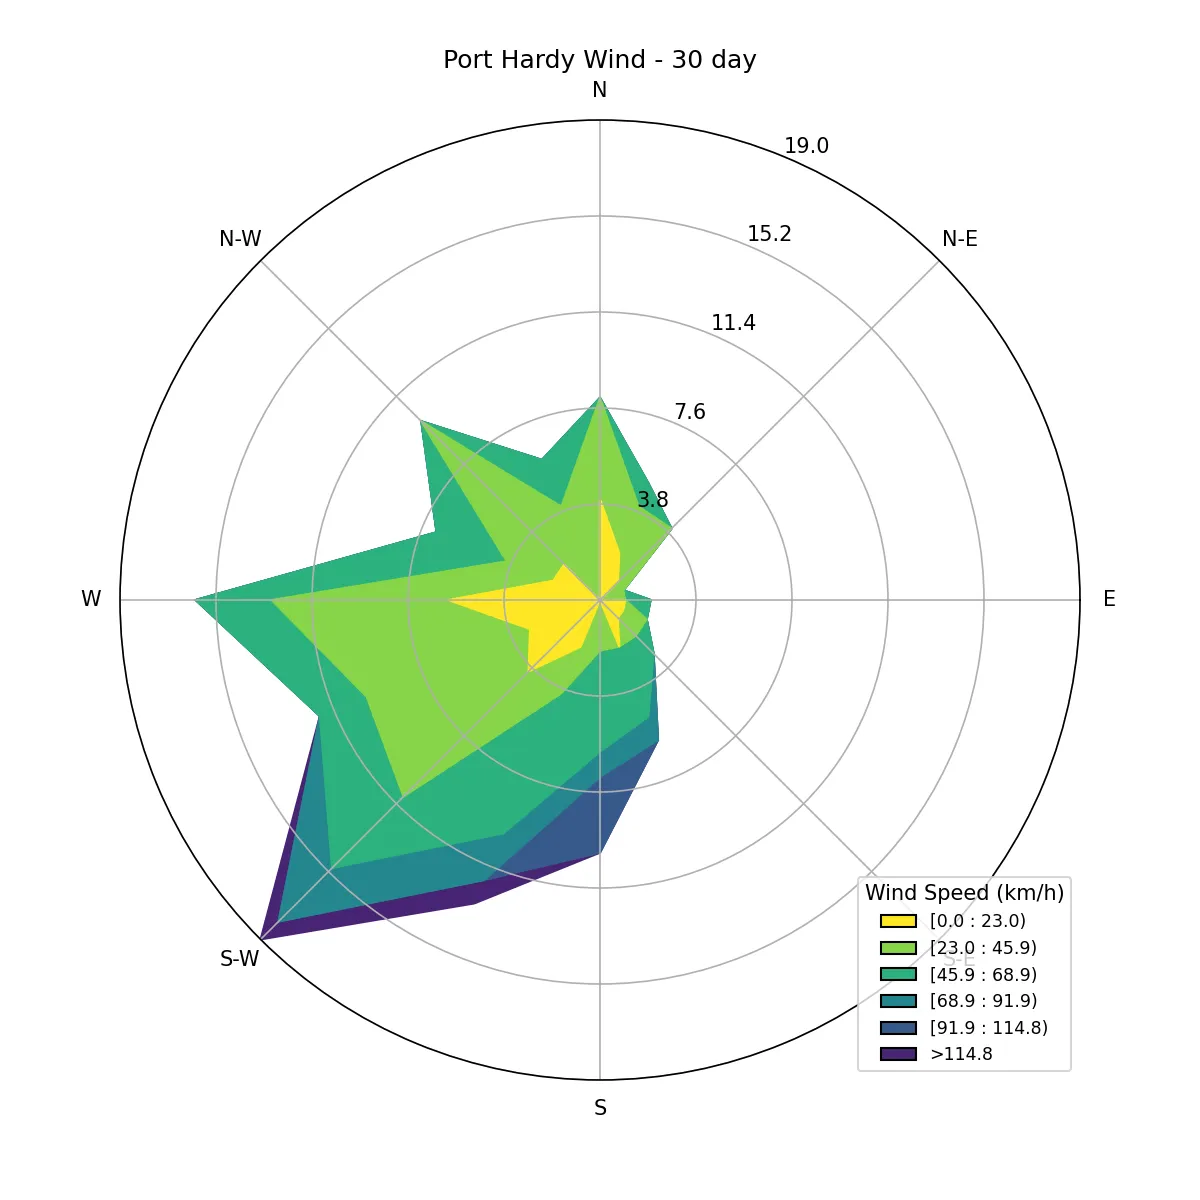 Port Hardy Wind - 30 day
N
19.0
15.2
N-W
N-E
11.4
7.6
3.8
W
E
S-W
S-E
S
Wind Speed (km/h)
[0.0 : 23.0)
[23.0 : 45.9)
[45.9 : 68.9)
[68.9 : 91.9)
[91.9 : 114.8)
>114.8